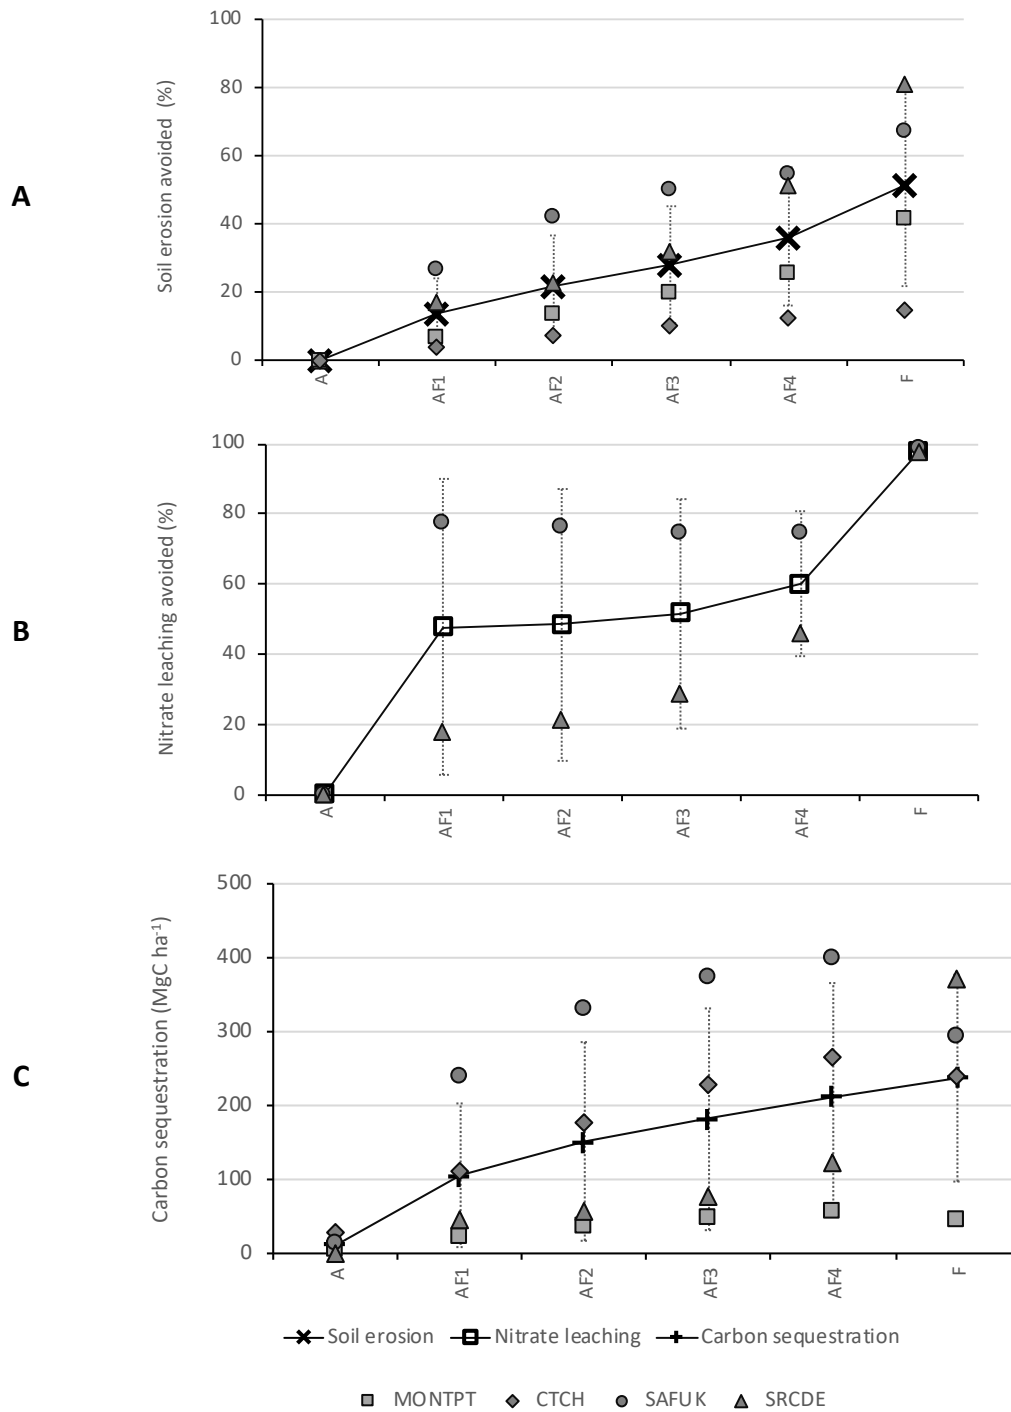 A
Soil erosion avoided (%)
100
80
60
40
20
0
A AF1 AF2 AF3 AF4 F
B
Nitrate leaching avoided (%)
100
80
60
40
20
0
A AF1 AF2 AF3 AF4 F
C
Carbon sequestration (MgC ha⁻¹)
500
400
300
200
100
0
A AF1 AF2 AF3 AF4 F
Soil erosion Nitrate leaching Carbon sequestration
MONTPT CTCH SAFUK SRCDE